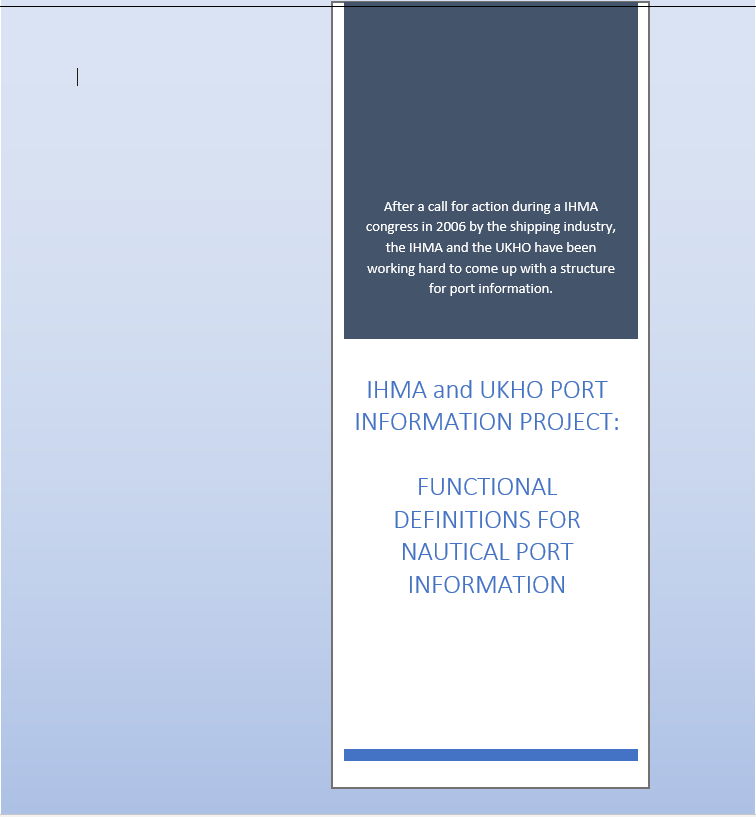 After a call for action during a IHMA
congress in 2006 by the shipping industry,
the IHMA and the UKHO have been
working hard to come up with a structure
for port information.
IHMA and UKHO PORT
INFORMATION PROJECT:
FUNCTIONAL
DEFINITIONS FOR
NAUTICAL PORT
INFORMATION